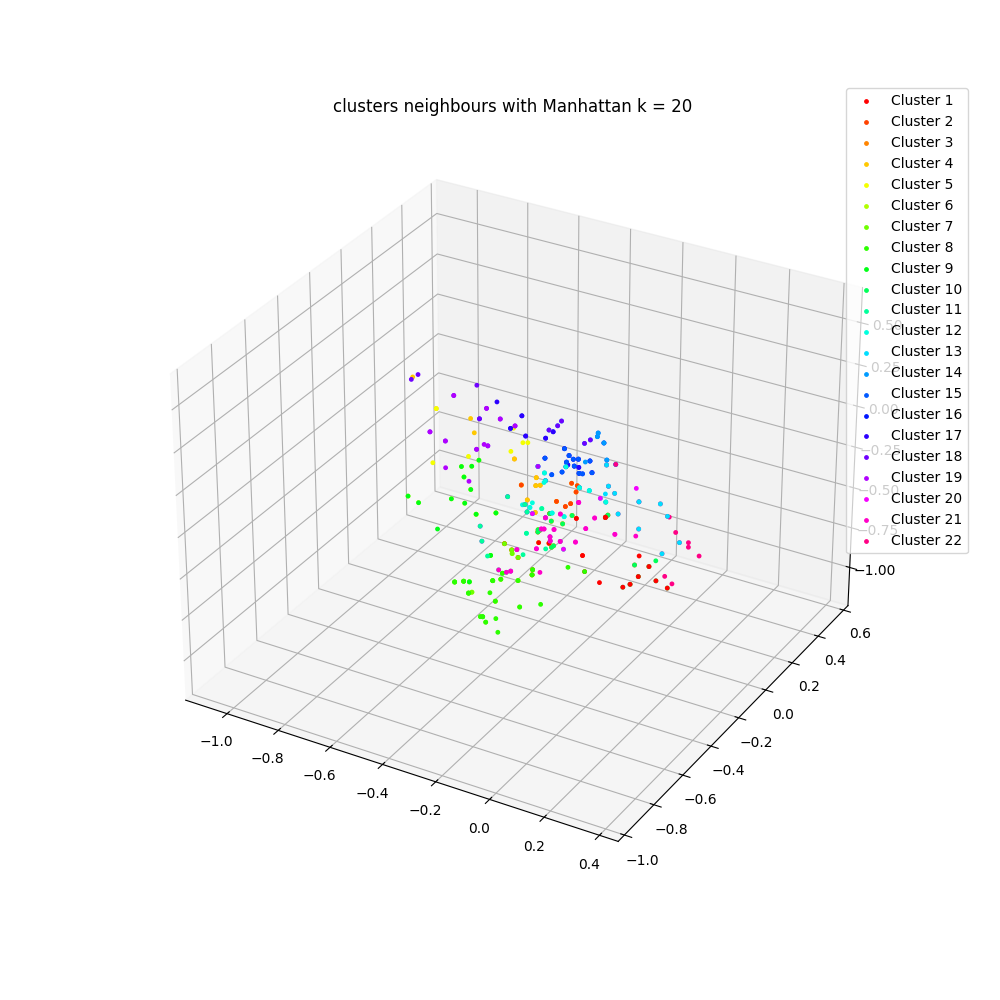 clusters neighbours with Manhattan k = 20
Cluster 1
Cluster 2
Cluster 3
Cluster 4
Cluster 5
Cluster 6
Cluster 7
Cluster 8
Cluster 9
Cluster 10
Cluster 11
Cluster 12
Cluster 13
Cluster 14
Cluster 15
Cluster 16
Cluster 17
Cluster 18
Cluster 19
Cluster 20
Cluster 21
Cluster 22
0.50
0.25
0.00
−0.25
−0.50
−0.75
−1.00
0.6
0.4
0.2
0.0
−0.2
−0.4
−0.6
−0.8
−1.0
−1.0
−0.8
−0.6
−0.4
−0.2
0.0
0.2
0.4